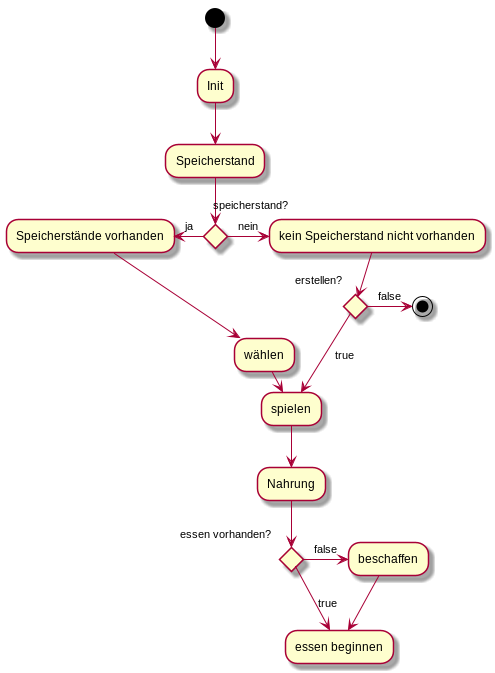 Init
Speicherstand
speicherstand?
ja
nein
Speicherstände vorhanden
kein Speicherstand nicht vorhanden
erstellen?
false
wählen
true
spielen
Nahrung
essen vorhanden?
false
beschaffen
true
essen beginnen